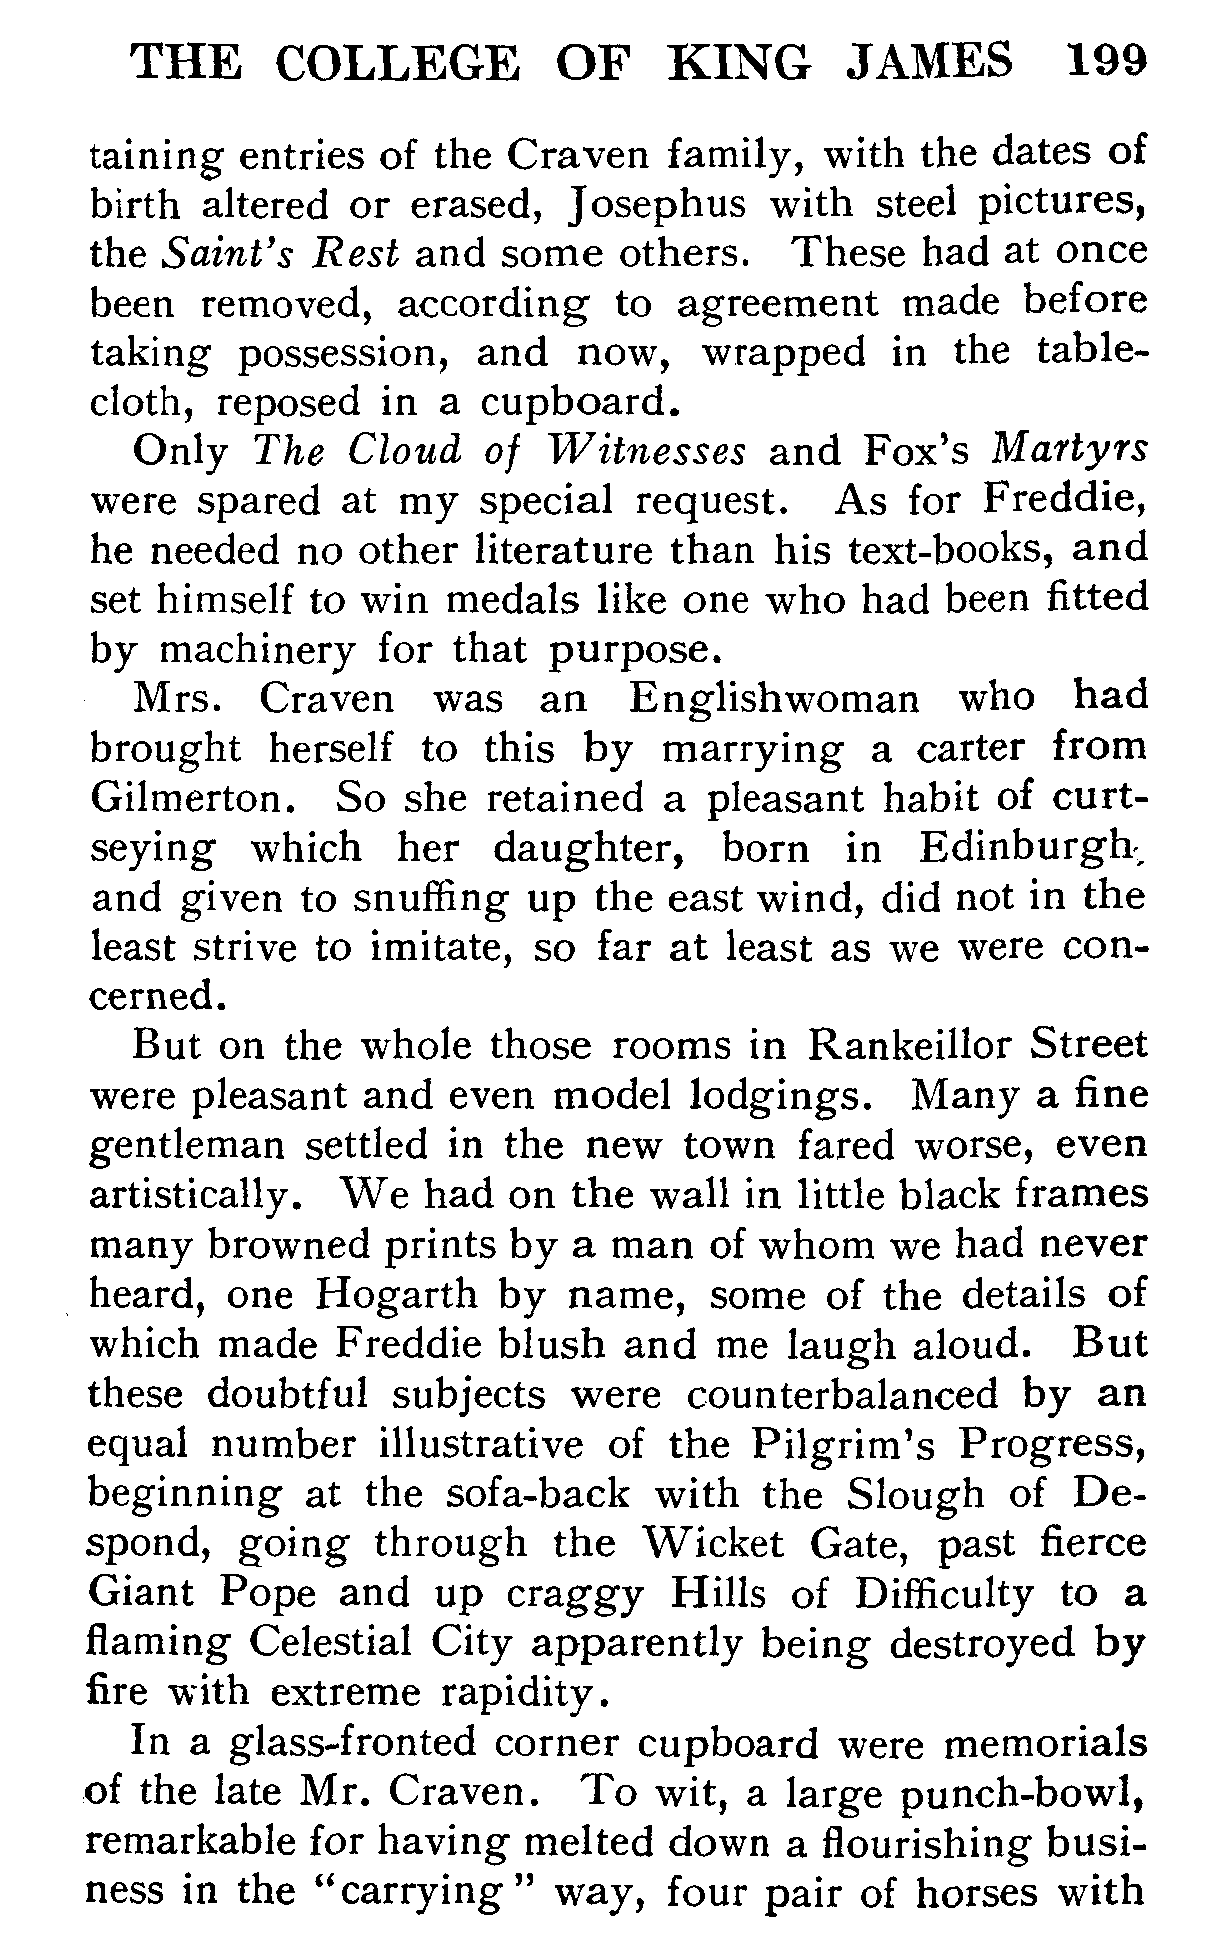 THE COLLEGE OF KING JAMES 199
taining entries of the Craven family, with the dates of
birth altered or erased, Josephus with steel pictures,
the Saint's Rest and some others. These had at once
been removed, according to agreement made before
taking possession, and now, wrapped in the table-
cloth, reposed in a cupboard.
Only The Cloud of Witnesses and Fox's Martyrs
were spared at my special request. As for Freddie,
he needed no other literature than his text-books, and
set himself to win medals like one who had been fitted
by machinery for that purpose.
Mrs. Craven was an Englishwoman who had
brought herself to this by marrying a carter from
Gilmerton. So she retained a pleasant habit of curt-
seying which her daughter, born in Edinburgh,
and given to snuffing up the east wind, did not in the
least strive to imitate, so far at least as we were con-
cerned.
But on the whole those rooms in Rankeillor Street
were pleasant and even model lodgings. Many a fine
gentleman settled in the new town fared worse, even
artistically. We had on the wall in little black frames
many browned prints by a man of whom we had never
heard, one Hogarth by name, some of the details of
which made Freddie blush and me laugh aloud. But
these doubtful subjects were counterbalanced by an
equal number illustrative of the Pilgrim's Progress,
beginning at the sofa-back with the Slough of De-
spond, going through the Wicket Gate, past fierce
Giant Pope and up craggy Hills of Difficulty to a
flaming Celestial City apparently being destroyed by
fire with extreme rapidity.
In a glass-fronted corner cupboard were memorials
of the late Mr. Craven. To wit, a large punch-bowl,
remarkable for having melted down a flourishing busi-
ness in the "carrying" way, four pair of horses with